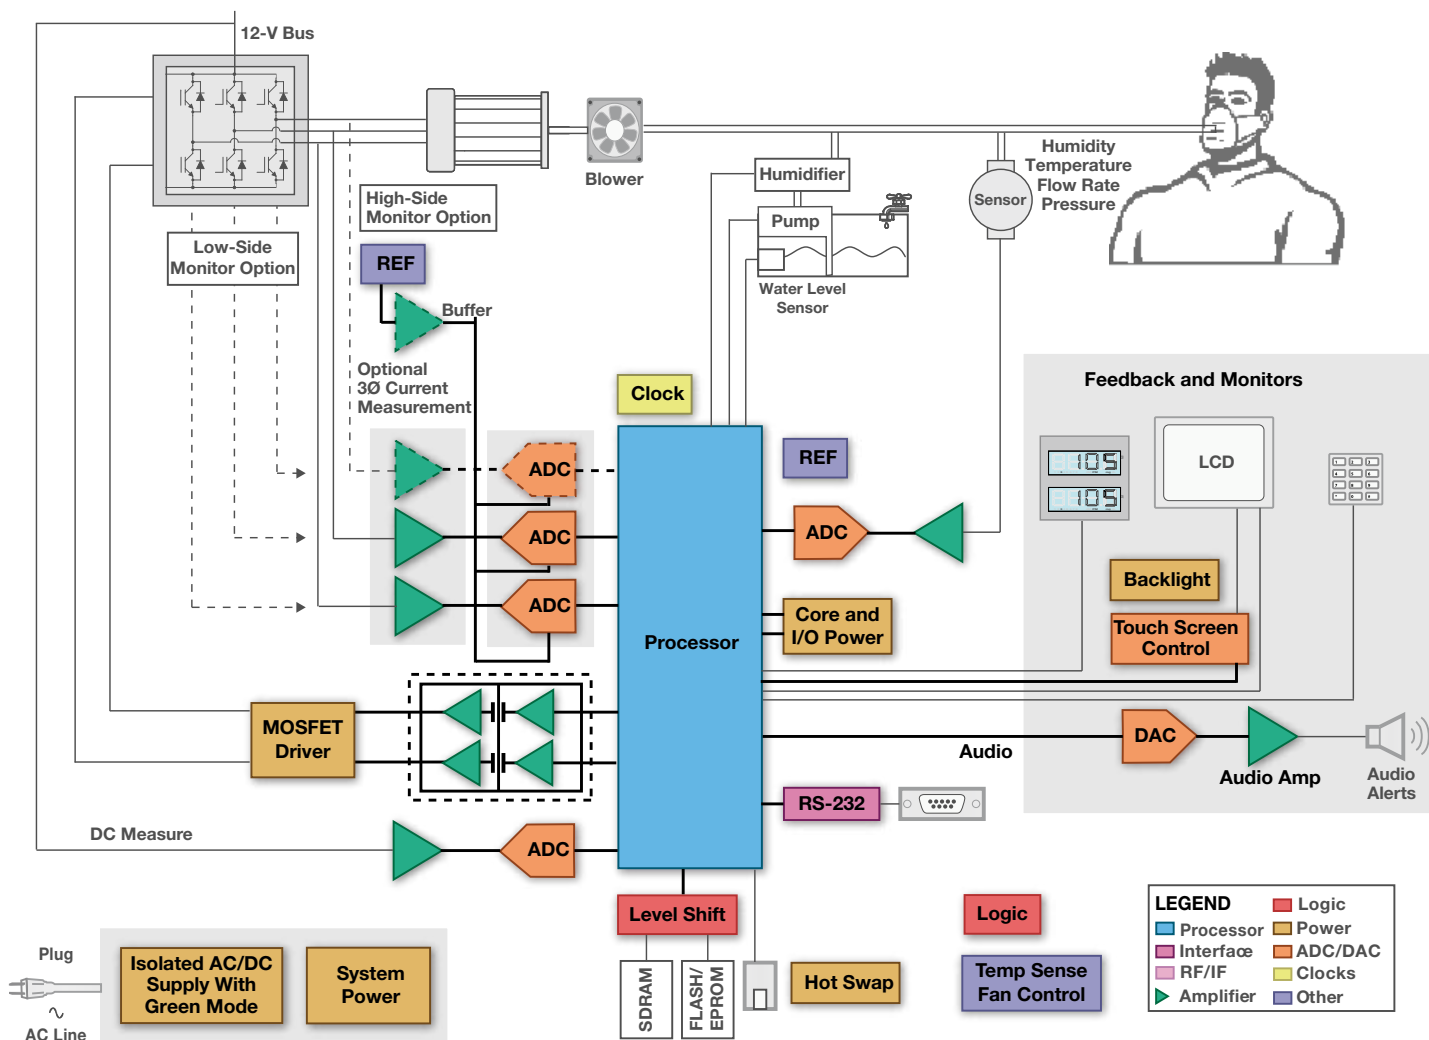 12-V Bus
High-Side
Monitor Option
Low-Side
Monitor Option
REF
Buffer
Optional
3Ø Current
Measurement
Blower
Humidifier
Pump
Water Level
Sensor
Sensor
Humidity
Temperature
Flow Rate
Pressure
Clock
ADC
ADC
ADC
Processor
REF
ADC
Core and
I/O Power
Feedback and Monitors
105
105
LCD
Backlight
Touch Screen
Control
DAC
Audio
Audio Amp
Audio
Alerts
MOSFET
Driver
RS-232
DC Measure
ADC
Level Shift
SDRAM
FLASH/
EPROM
Hot Swap
Logic
Temp Sense
Fan Control
Plug
AC Line
Isolated AC/DC
Supply With
Green Mode
System
Power
LEGEND
Processor
Interface
RF/IF
Amplifier
Logic
Power
ADC/DAC
Clocks
Other